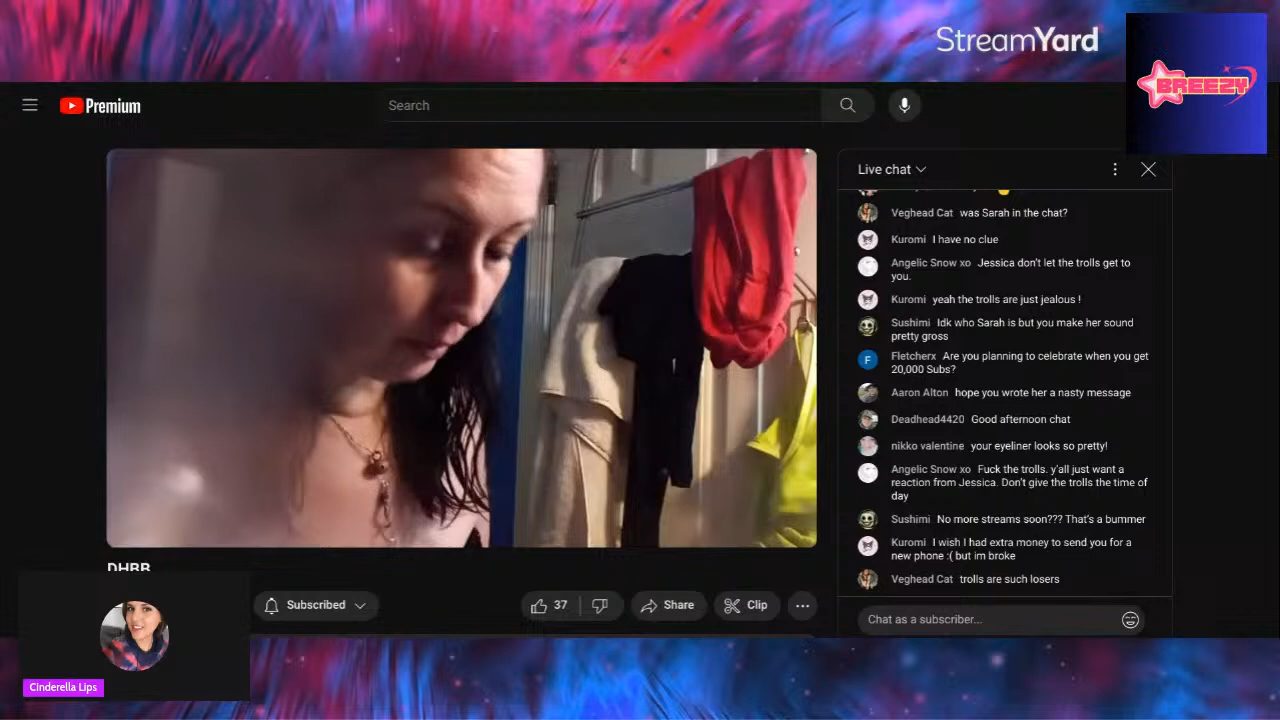 StreamYard
BREEZY
Premium
Search
Live chat
Veghead Cat was Sarah in the chat?
Kuromi I have no clue
Angelic Snow xo Jessica don't let the trolls get to
you.
Kuromi yeah the trolls are just jealous !
Sushimi Idk who Sarah is but you make her sound
pretty gross
F
Fletcherx Are you planning to celebrate when you get
20,000 Subs?
Aaron Alton hope you wrote her a nasty message
Deadhead4420 Good afternoon chat
nikko valentine your eyeliner looks so pretty!
Angelic Snow xo Fuck the trolls. y'all just want a
reaction from Jessica. Don't give the trolls the time of
day
Sushimi No more streams soon??? That's a bummer
Kuromi I wish I had extra money to send you for a
new phone :( but im broke
Veghead Cat trolls are such losers
Chat as a subscriber...
DHBB
Subscribed
37
Share
Clip
Cinderella Lips